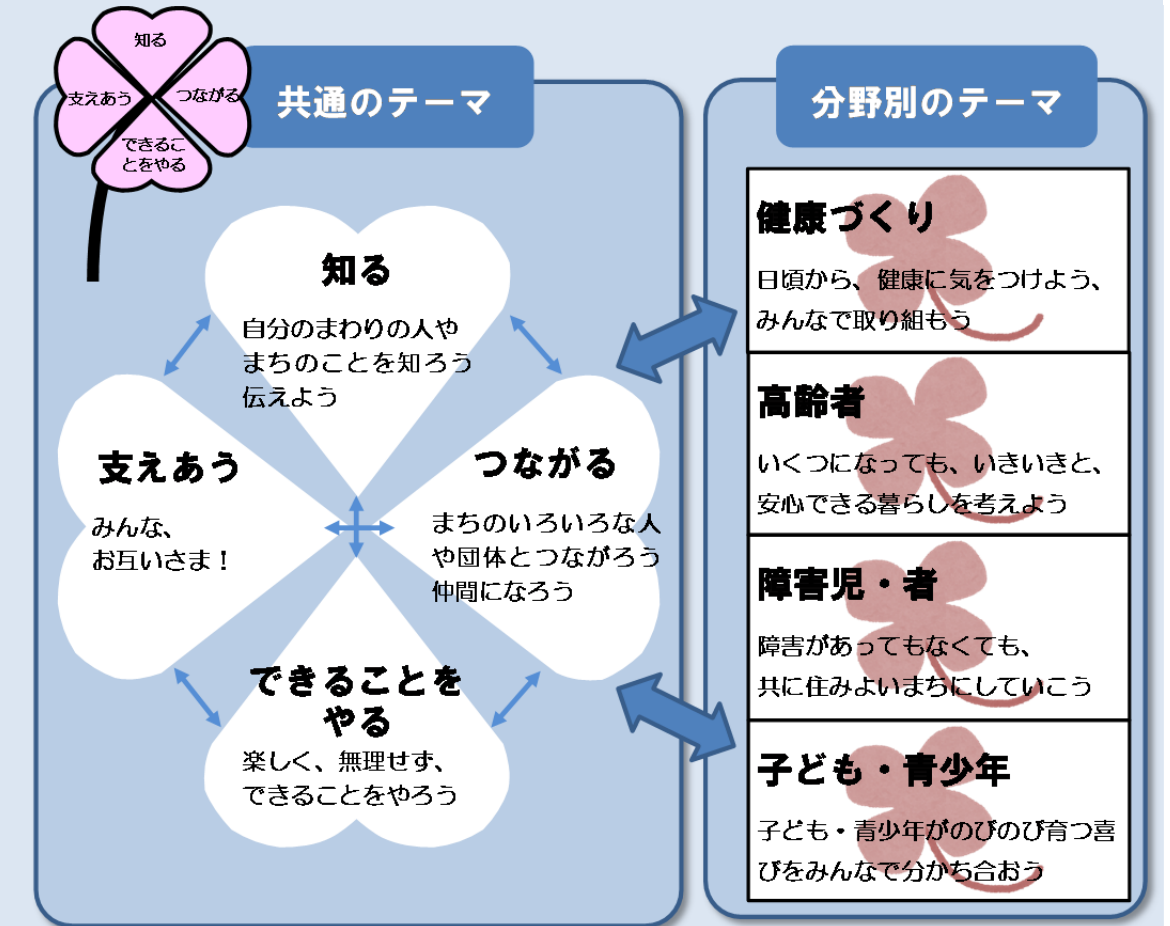 知る
支えあう
つながる
できるこ
とをやる
共通のテーマ
知る
自分のまわりの人や
まちのことを知ろう
伝えよう
支えあう
みんな、
お互いさま！
つながる
まちのいろいろな人
や団体とつながろう
仲間になろう
できることを
やる
楽しく、無理せず、
できることをやろう
分野別のテーマ
健康づくり
日頃から、健康に気をつけよう、
みんなで取り組もう
高齢者
いくつになっても、いきいきと、
安心できる暮らしを考えよう
障害児・者
障害があってもなくても、
共に住みよいまちにしていこう
子ども・青少年
子ども・青少年がのびのび育つ喜
びをみんなで分かち合おう